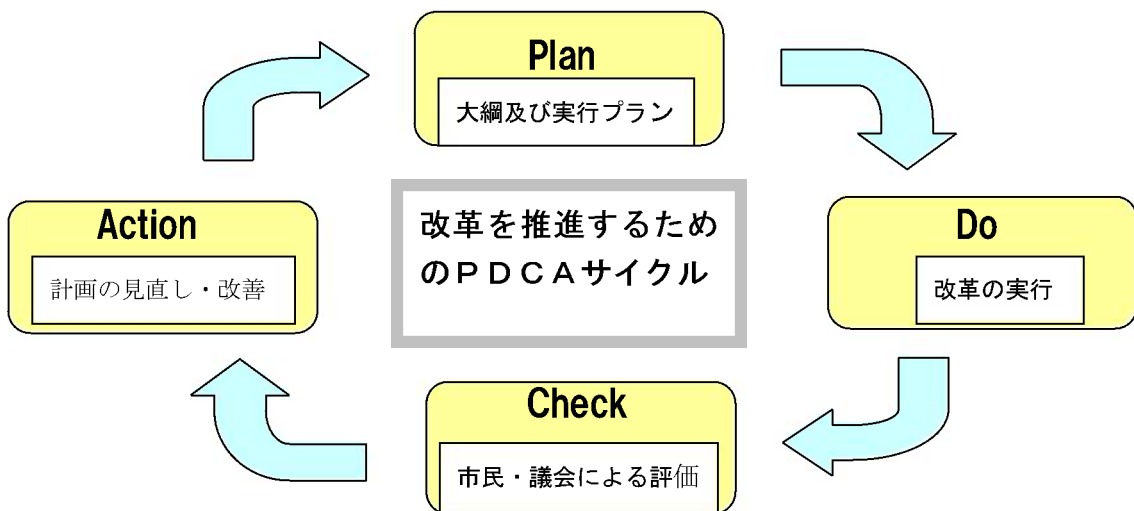 Plan
大綱及び実行プラン
Action
計画の見直し・改善
改革を推進するため
のＰＤＣＡサイクル
Do
改革の実行
Check
市民・議会による評価